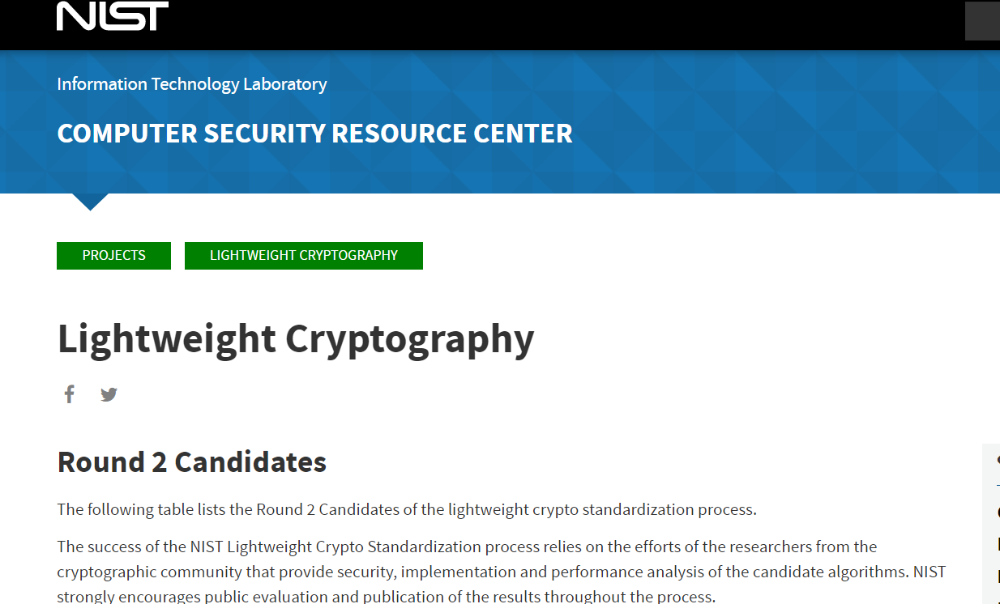 NIST
Information Technology Laboratory
COMPUTER SECURITY RESOURCE CENTER
PROJECTS
LIGHTWEIGHT CRYPTOGRAPHY
Lightweight Cryptography
Round 2 Candidates
The following table lists the Round 2 Candidates of the lightweight crypto standardization process.
The success of the NIST Lightweight Crypto Standardization process relies on the efforts of the researchers from the
cryptographic community that provide security, implementation and performance analysis of the candidate algorithms. NIST
strongly encourages public evaluation and publication of the results throughout the process.